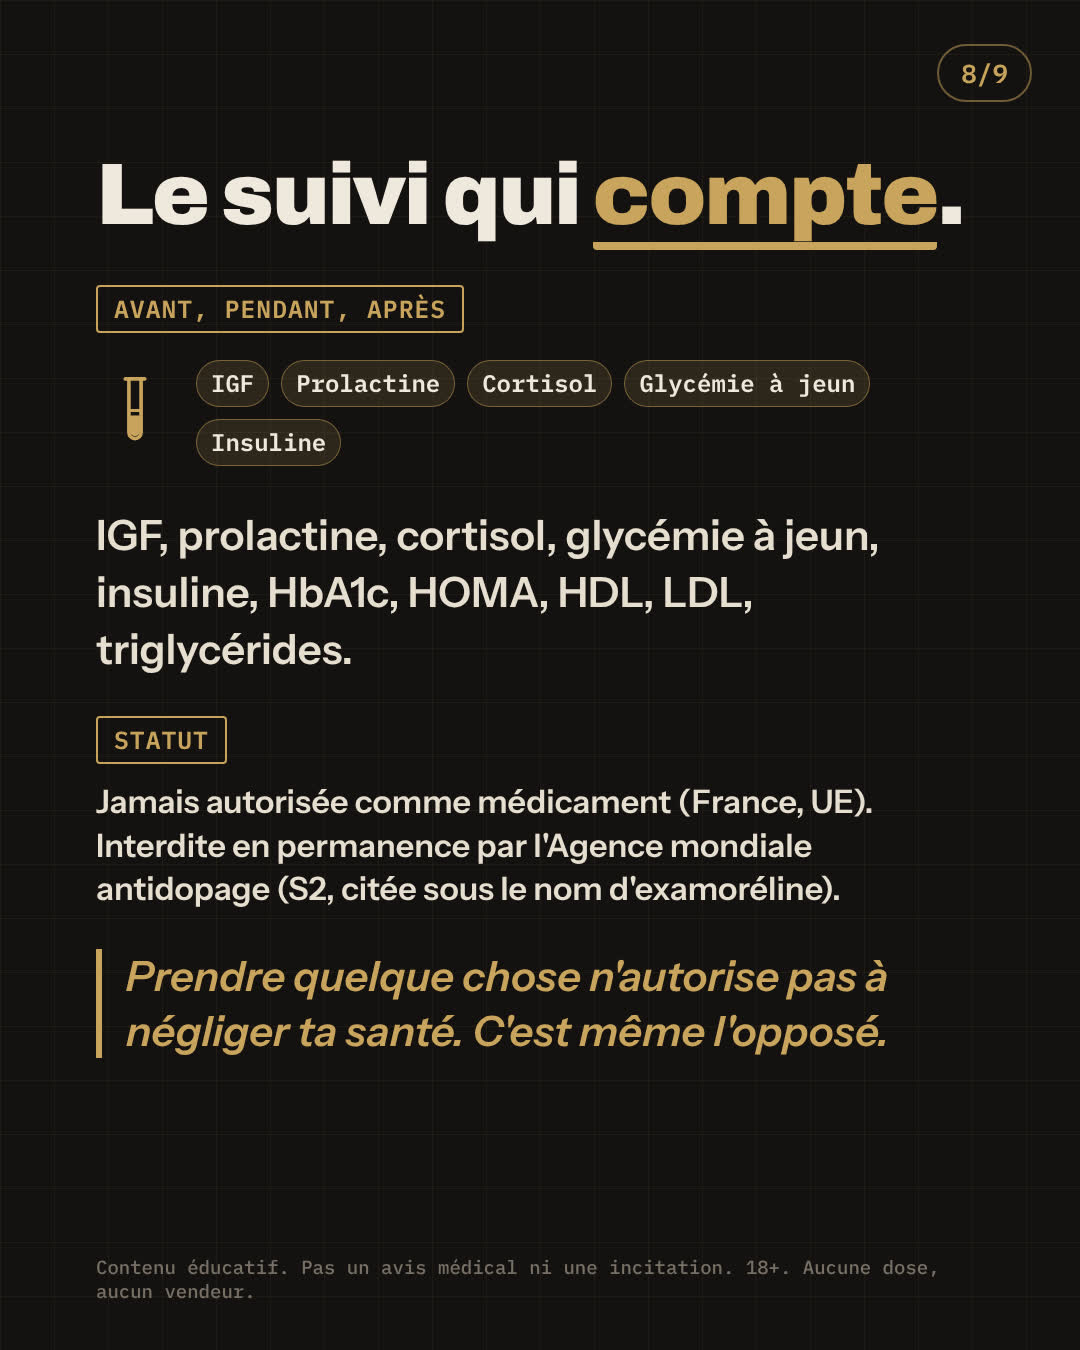 8/9
Le suivi qui compte.
AVANT, PENDANT, APRÈS
IGF Prolactine Cortisol Glycémie à jeun
Insuline
IGF, prolactine, cortisol, glycémie à jeun,
insuline, HbA1c, HOMA, HDL, LDL,
triglycérides.
STATUT
Jamais autorisée comme médicament (France, UE).
Interdite en permanence par l'Agence mondiale
antidopage (S2, citée sous le nom d'examoréline).
Prendre quelque chose n'autorise pas à
négliger ta santé. C'est même l'opposé.
Contenu éducatif. Pas un avis médical ni une incitation. 18+. Aucune dose,
aucun vendeur.